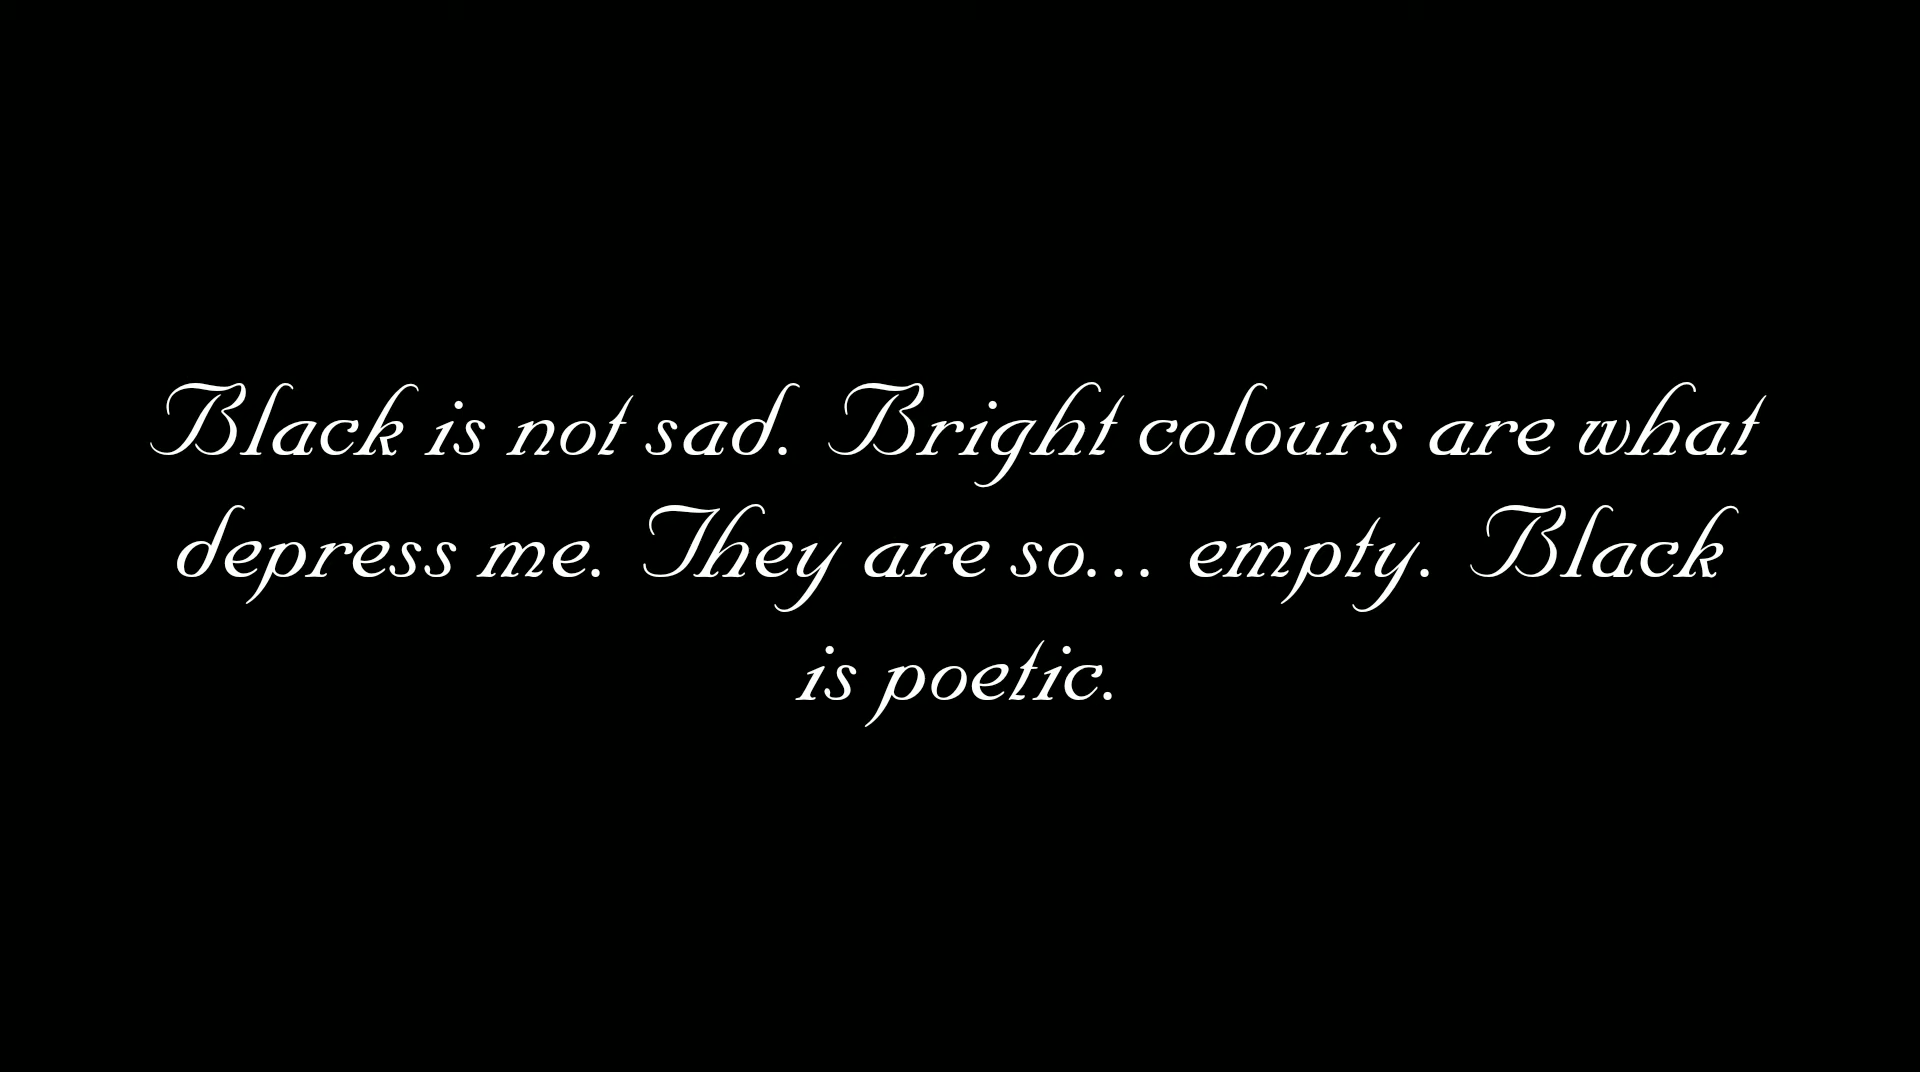 Black is not sad. Bright colours are what
depress me. They are so... empty. Black
is poetic.